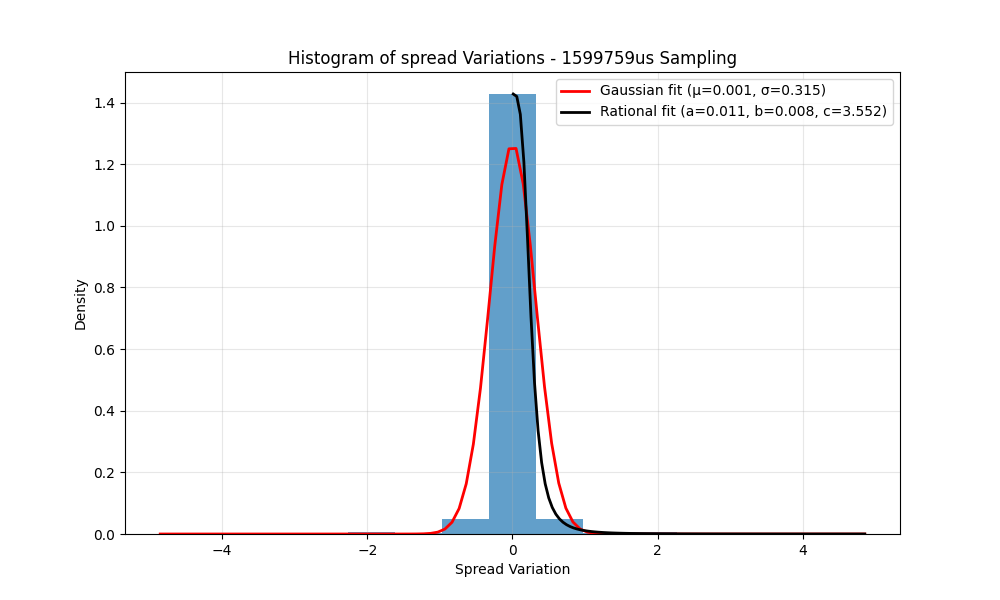 Histogram of spread Variations - 1599759us Sampling
Gaussian fit (μ=0.001, σ=0.315)
Rational fit (a=0.011, b=0.008, c=3.552)
1.4
1.2
1.0
0.8
0.6
0.4
0.2
0.0
Density
−4
−2
0
2
4
Spread Variation